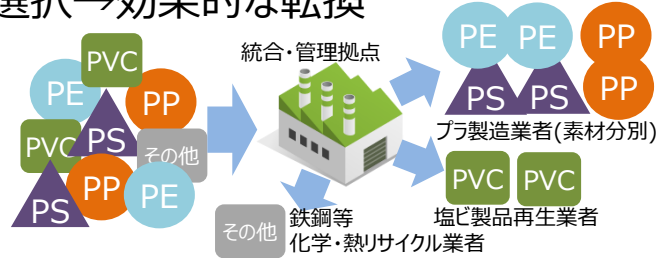 選択→効果的な転換
PVC
PE
PP
PVC
PS
その他
PS
PP
PE
統合・管理拠点
PE
PE
PP
PS
PS
PP
プラ製造業者(素材分別)
PVC
PVC
塩ビ製品再生業者
その他
鉄鋼等
化学・熱リサイクル業者